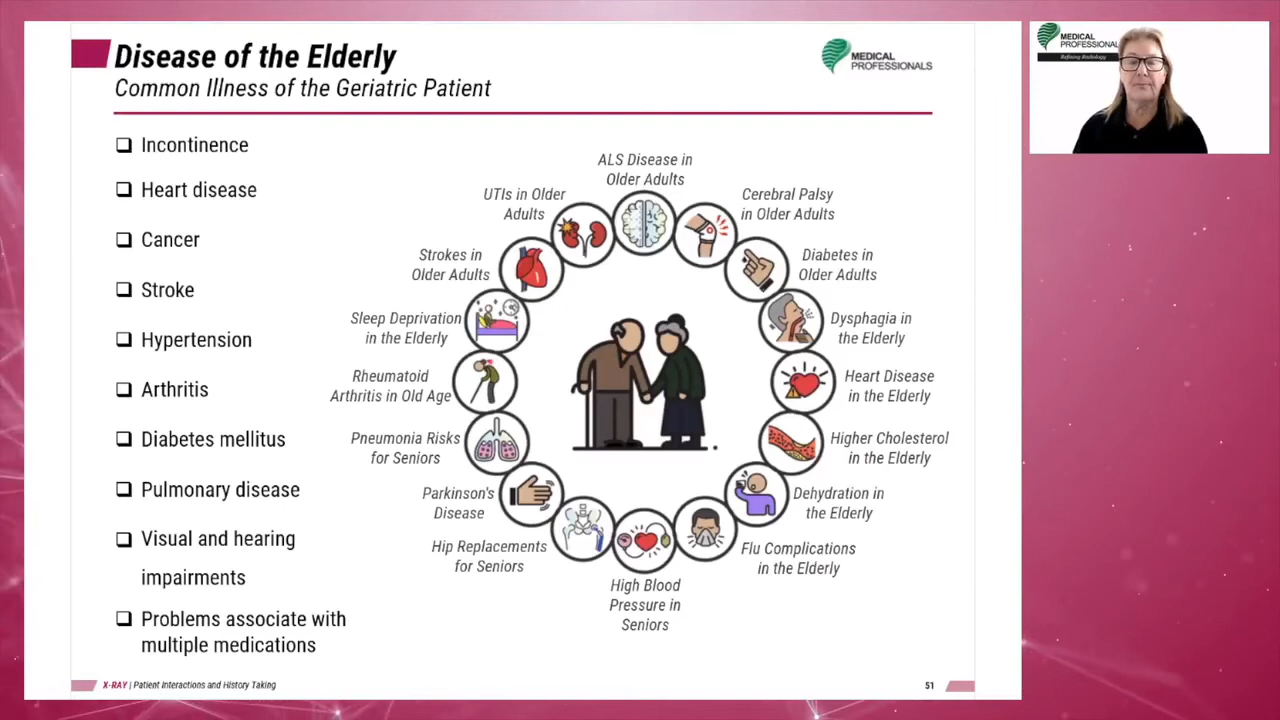 Disease of the Elderly
Common Illness of the Geriatric Patient
MEDICAL
PROFESSIONALS
Incontinence
Heart disease
Cancer
Stroke
Hypertension
Arthritis
Diabetes mellitus
Pulmonary disease
Visual and hearing
impairments
Problems associate with
multiple medications
ALS Disease in
Older Adults
Cerebral Palsy
in Older Adults
Diabetes in
Older Adults
Dysphagia in
the Elderly
Heart Disease
in the Elderly
Higher Cholesterol
in the Elderly
Dehydration in
the Elderly
Flu Complications
in the Elderly
High Blood
Pressure in
Seniors
Hip Replacements
for Seniors
Parkinson's
Disease
Pneumonia Risks
for Seniors
Rheumatoid
Arthritis in Old Age
Sleep Deprivation
in the Elderly
Strokes in
Older Adults
UTIs in Older
Adults
X-RAY | Patient Interactions and History Taking
51
MEDICAL
PROFESSIONAL
Refining Radiology